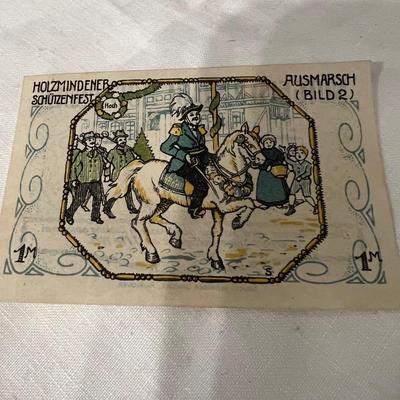 HOLZMINDENER
SCHÜTZENFEST
AUSMARSCH
(BILD 2)
Hoch
1M
1M